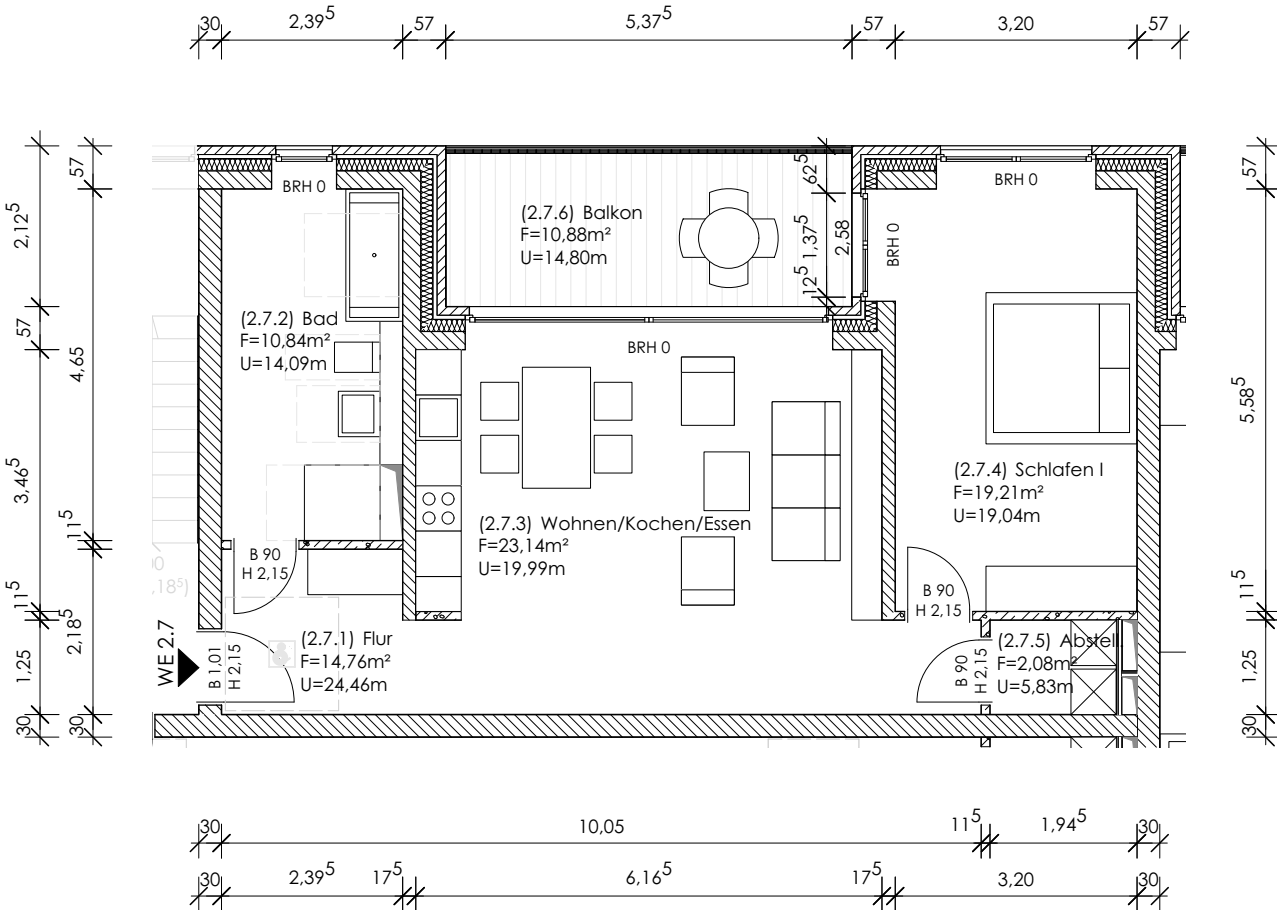 30 2,39⁵ 57 5,37⁵ 57 3,20 57
57
2,12⁵
57
3,46⁵
11⁵
1,25
30
57
4,65
11⁵
2,18⁵
30
BRH 0
(2.7.6) Balkon
F=10,88m²
U=14,80m
62⁵
1,37⁵
12⁵
2,58
BRH 0
BRH 0
(2.7.2) Bad
F=10,84m²
U=14,09m
BRH 0
(2.7.4) Schlafen I
F=19,21m²
U=19,04m
(2.7.3) Wohnen/Kochen/Essen
F=23,14m²
U=19,99m
B 90
H 2,15
B 90
H 2,15
,18⁵)
WE 2.7
B 1,01
H 2,15
(2.7.1) Flur
F=14,76m²
U=24,46m
B 90
H 2,15
(2.7.5) Abstell.
F=2,08m²
U=5,83m
57
5,58⁵
11⁵
1,25
30
30 10,05 11⁵ 1,94⁵ 30
30 2,39⁵ 17⁵ 6,16⁵ 17⁵ 3,20 30